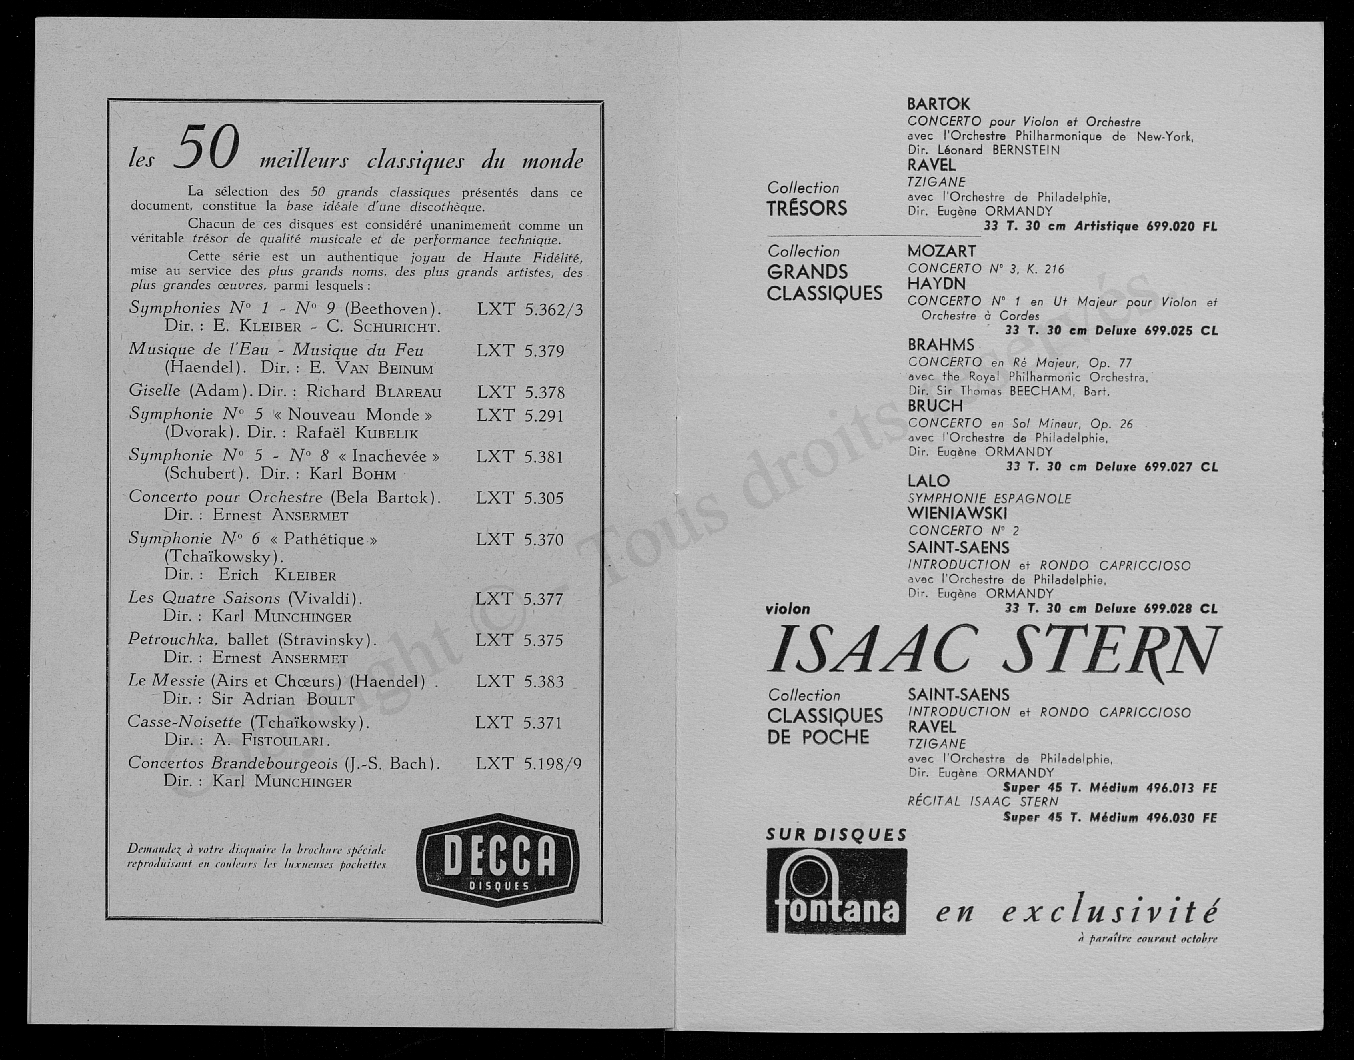 les 50 meilleurs classiques du monde
La sélection des 50 grands classiques présentés dans ce
document, constitue la base idéale d'une discothèque.
Chacun de ces disques est considéré unanimement comme un
véritable trésor de qualité musicale et de performance technique.
Cette série est un authentique joyau de Haute Fidélité,
mise au service des plus grands noms, des plus grands artistes, des
plus grandes œuvres, parmi lesquels :
Symphonies N° 1 - N° 9 (Beethoven). LXT 5.362/3
Dir. : E. KLEIBER - C. SCHURICHT.
Musique de l'Eau - Musique du Feu LXT 5.379
(Haendel). Dir. : E. VAN BEINUM
Giselle (Adam). Dir. : Richard BLAREAU LXT 5.378
Symphonie N° 5 « Nouveau Monde » LXT 5.291
(Dvorak). Dir. : Rafaël KUBELIK
Symphonie N° 5 - N° 8 « Inachevée » LXT 5.381
(Schubert). Dir. : Karl BOHM
Concerto pour Orchestre (Bela Bartok). LXT 5.305
Dir. : Ernest ANSERMET
Symphonie N° 6 « Pathétique » LXT 5.370
(Tchaïkowsky).
Dir. : Erich KLEIBER
Les Quatre Saisons (Vivaldi). LXT 5.377
Dir. : Karl MUNCHINGER
Petrouchka, ballet (Stravinsky). LXT 5.375
Dir. : Ernest ANSERMET
Le Messie (Airs et Chœurs) (Haendel) . LXT 5.383
Dir. : Sir Adrian BOULT
Casse-Noisette (Tchaïkowsky). LXT 5.371
Dir. : A. FISTOULARI.
Concertos Brandebourgeois (J.-S. Bach). LXT 5.198/9
Dir. : Karl MUNCHINGER
Demandez à votre disquaire la brochure spéciale
reproduisant en couleurs les luxueuses pochettes
DECCA
DISQUES
BARTOK
CONCERTO pour Violon et Orchestre
avec l'Orchestre Philharmonique de New-York,
Dir. Léonard BERNSTEIN
RAVEL
Collection TZIGANE
TRÉSORS avec l'Orchestre de Philadelphie,
Dir. Eugène ORMANDY
33 T. 30 cm Artistique 699.020 FL
Collection MOZART
GRANDS CONCERTO N° 3, K. 216
CLASSIQUES HAYDN
CONCERTO N° 1 en Ut Majeur pour Violon et
Orchestre à Cordes
33 T. 30 cm Deluxe 699.025 CL
BRAHMS
CONCERTO en Ré Majeur, Op. 77
avec the Royal Philharmonic Orchestra,
Dir. Sir Thomas BEECHAM, Bart.
BRUCH
CONCERTO en Sol Mineur, Op. 26
avec l'Orchestre de Philadelphie,
Dir. Eugène ORMANDY
33 T. 30 cm Deluxe 699.027 CL
LALO
SYMPHONIE ESPAGNOLE
WIENIAWSKI
CONCERTO N° 2
SAINT-SAENS
INTRODUCTION et RONDO CAPRICCIOSO
avec l'Orchestre de Philadelphie,
Dir. Eugène ORMANDY
violon 33 T. 30 cm Deluxe 699.028 CL
ISAAC STERN
Collection SAINT-SAENS
CLASSIQUES INTRODUCTION et RONDO CAPRICCIOSO
DE POCHE RAVEL
TZIGANE
avec l'Orchestre de Philadelphie,
Dir. Eugène ORMANDY
Super 45 T. Médium 496.013 FE
RÉCITAL ISAAC STERN
Super 45 T. Médium 496.030 FE
SUR DISQUES
fontana en exclusivité
à paraître courant octobre
Copyright © - Tous droits réservés.